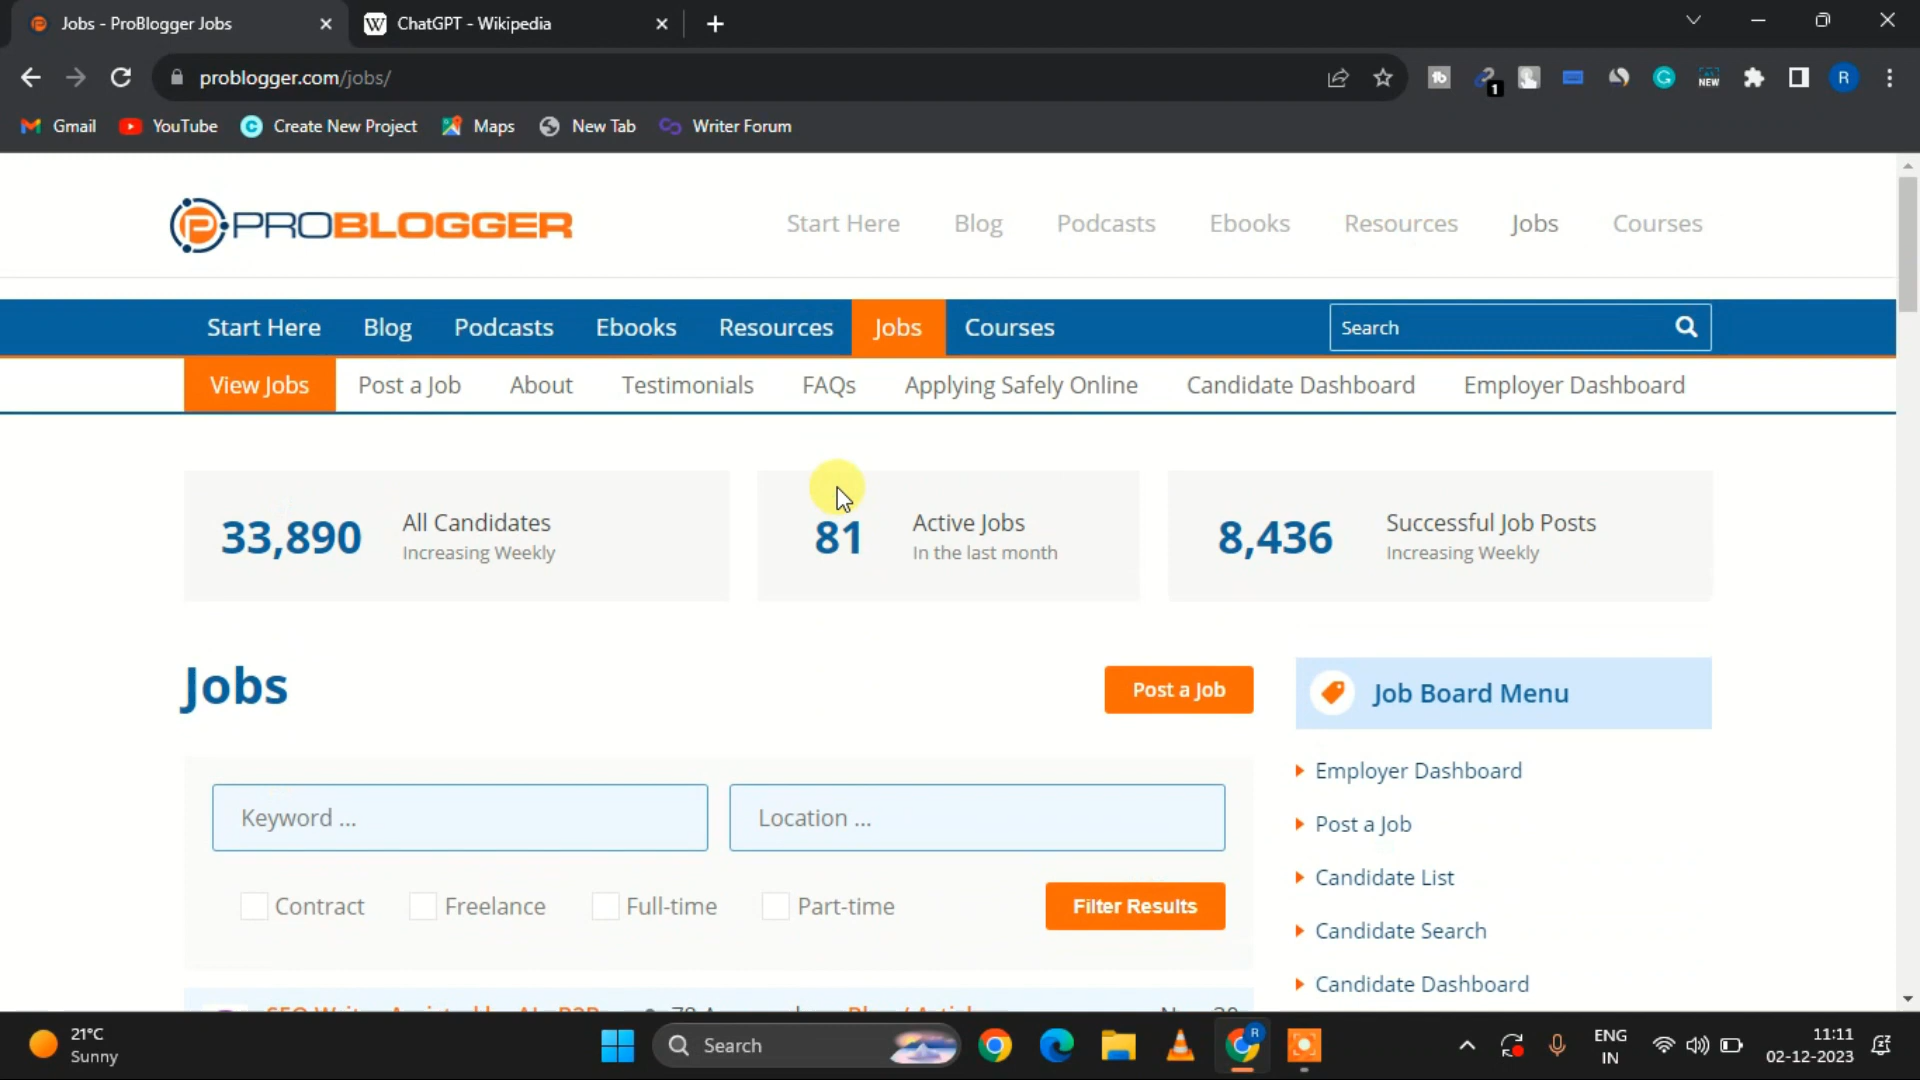 Jobs - ProBlogger Jobs
ChatGPT - Wikipedia
problogger.com/jobs/
1
NEW
R
Gmail
YouTube
Create New Project
Maps
New Tab
Writer Forum
PROBLOGGER
Start Here
Blog
Podcasts
Ebooks
Resources
Jobs
Courses
Start Here
Blog
Podcasts
Ebooks
Resources
Jobs
Courses
Search
View Jobs
Post a Job
About
Testimonials
FAQs
Applying Safely Online
Candidate Dashboard
Employer Dashboard
33,890
All Candidates
Increasing Weekly
81
Active Jobs
In the last month
8,436
Successful Job Posts
Increasing Weekly
Jobs
Post a Job
Job Board Menu
Keyword ...
Location ...
Contract
Freelance
Full-time
Part-time
Filter Results
Employer Dashboard
Post a Job
Candidate List
Candidate Search
Candidate Dashboard
21°C
Sunny
Search
R
ENG
IN
11:11
02-12-2023